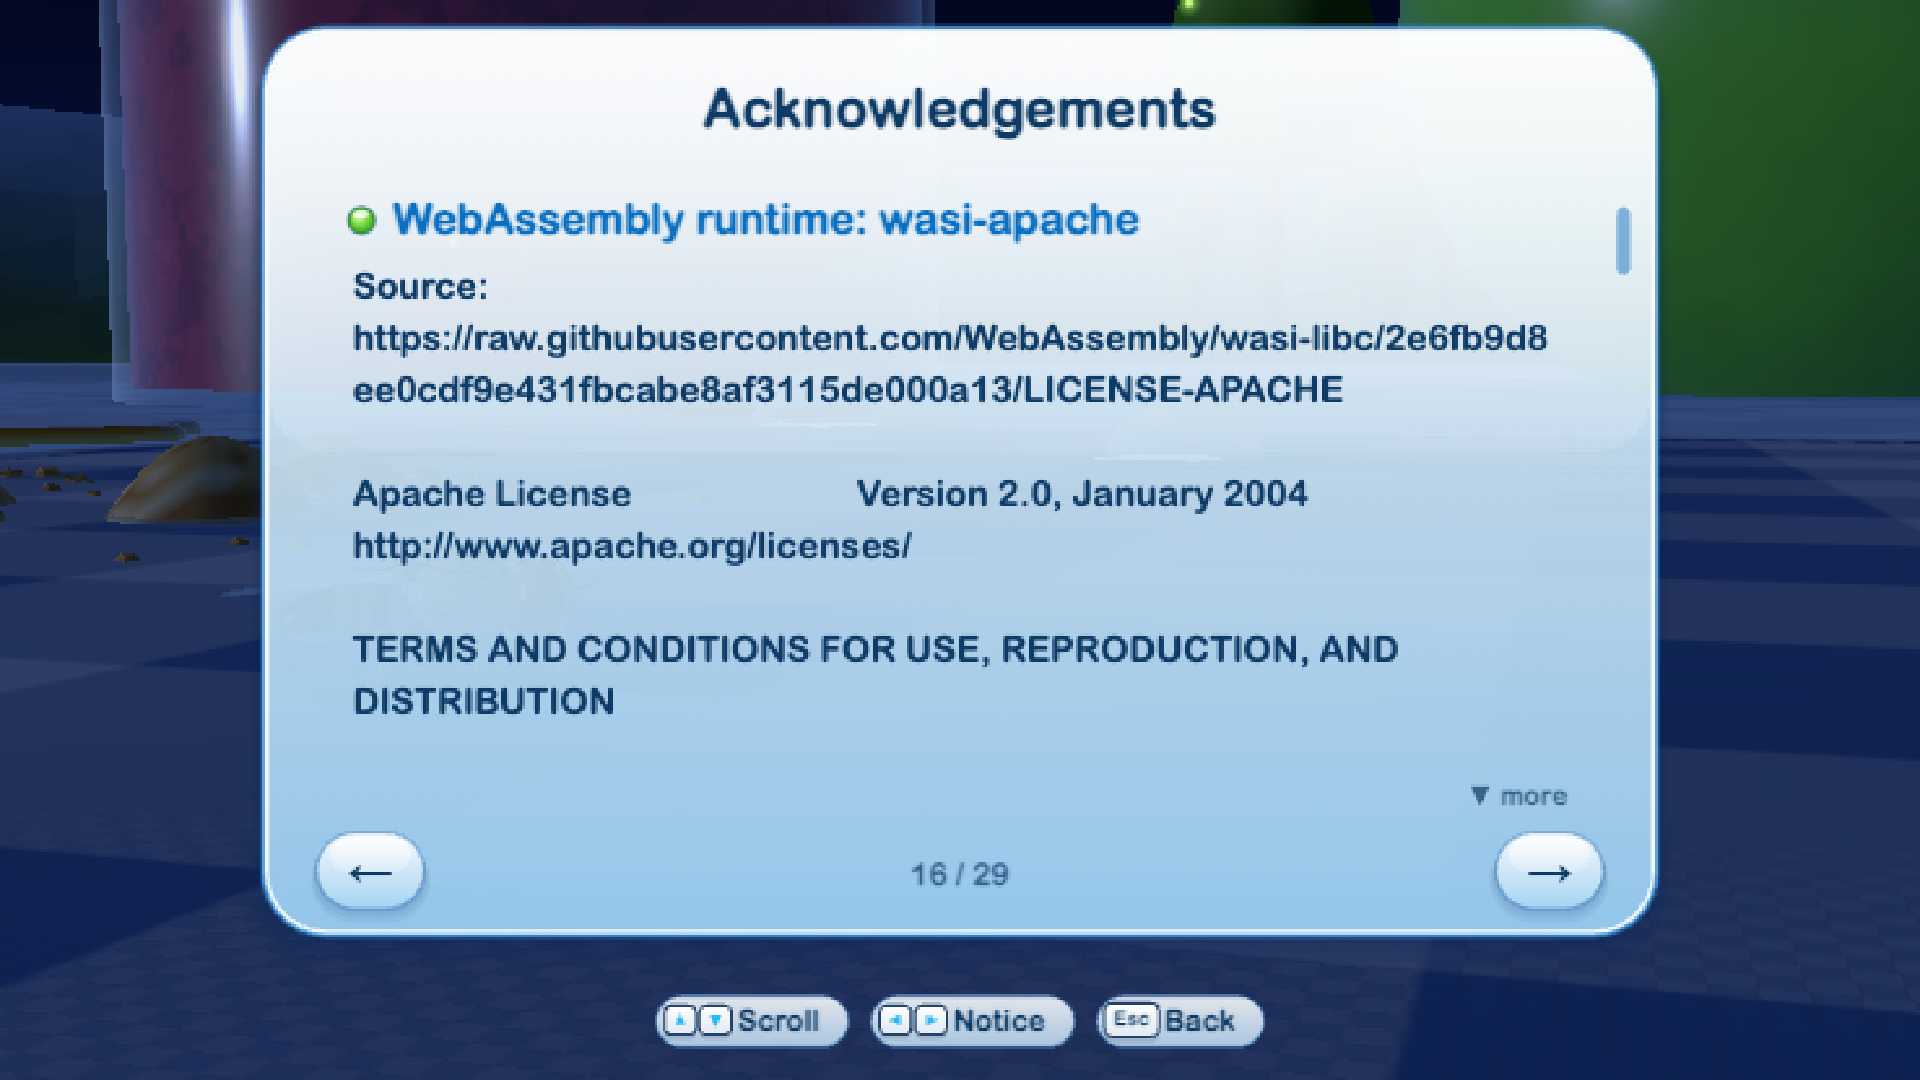 Acknowledgements
WebAssembly runtime: wasi-apache
Source:
https://raw.githubusercontent.com/WebAssembly/wasi-libc/2e6fb9d8
ee0cdf9e431fbcabe8af3115de000a13/LICENSE-APACHE
Apache License Version 2.0, January 2004
http://www.apache.org/licenses/
TERMS AND CONDITIONS FOR USE, REPRODUCTION, AND
DISTRIBUTION
▼ more
← 16 / 29 →
▲ ▼ Scroll ◀ ▶ Notice Esc Back